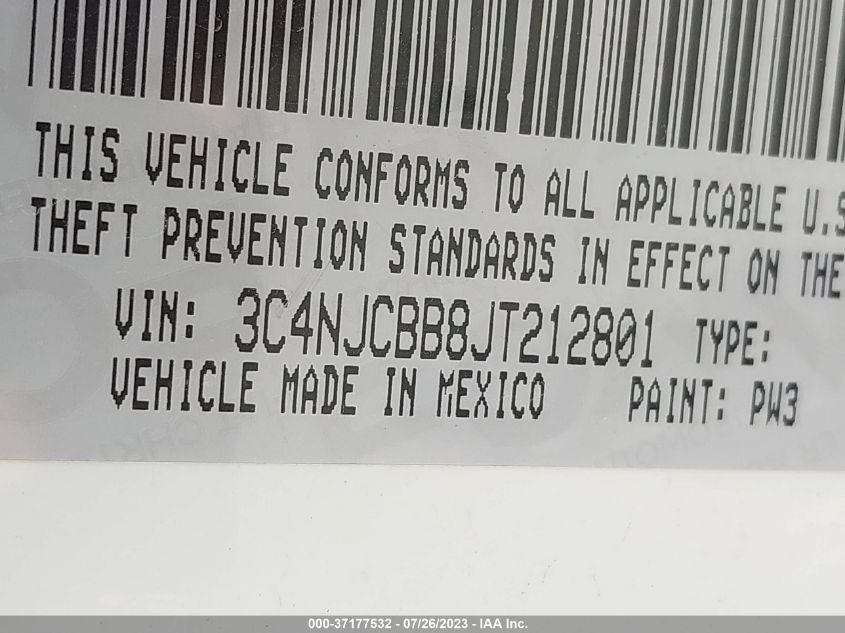 THIS VEHICLE CONFORMS TO ALL APPLICABLE U.S
THEFT PREVENTION STANDARDS IN EFFECT ON THE
VIN: 3C4NJCBB8JT212801 TYPE:
VEHICLE MADE IN MEXICO PAINT: PW3
000-37177532 - 07/26/2023 - IAA Inc.